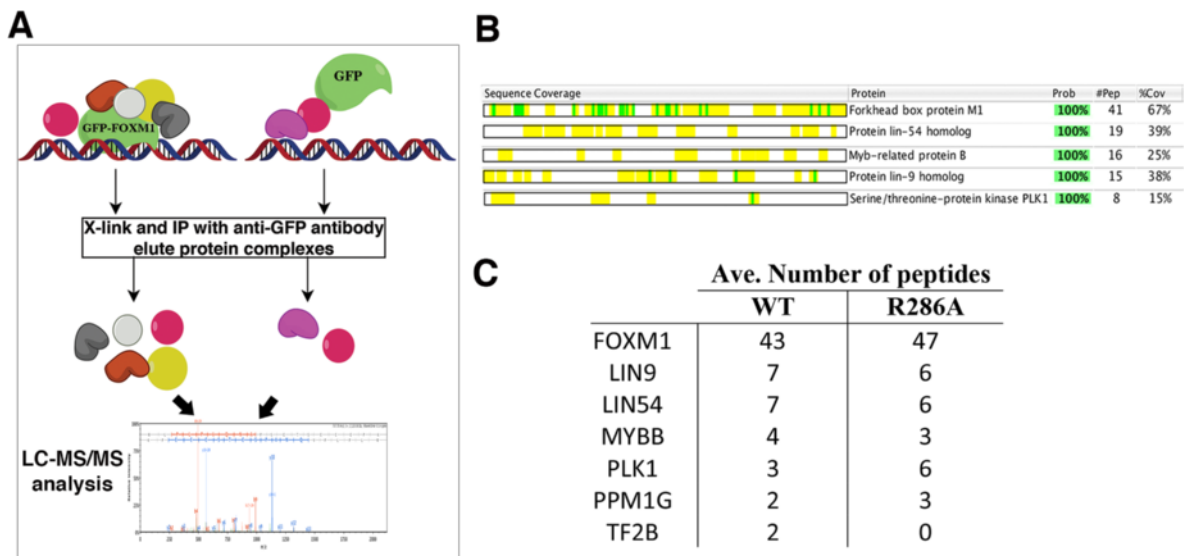 A
GFP-FOXM1
GFP
X-link and IP with anti-GFP antibody
elute protein complexes
LC-MS/MS
analysis
B
Sequence Coverage Protein Prob #Pep %Cov
Forkhead box protein M1 100% 41 67%
Protein lin-54 homolog 100% 19 39%
Myb-related protein B 100% 16 25%
Protein lin-9 homolog 100% 15 38%
Serine/threonine-protein kinase PLK1 100% 8 15%
C
Ave. Number of peptides
WT R286A
FOXM1 43 47
LIN9 7 6
LIN54 7 6
MYBB 4 3
PLK1 3 6
PPM1G 2 3
TF2B 2 0